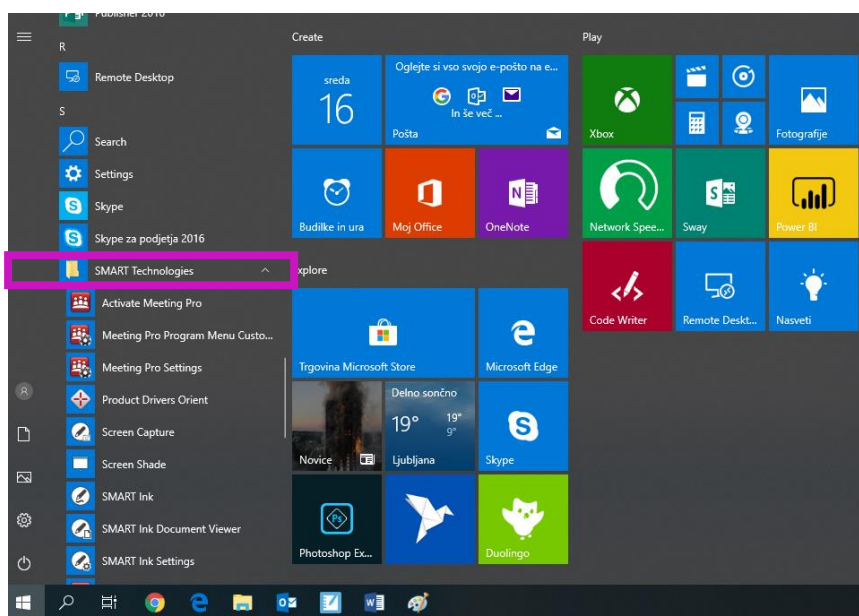 Publisher 2016
R
Remote Desktop
S
Search
Settings
Skype
Skype za podjetja 2016
SMART Technologies
Activate Meeting Pro
Meeting Pro Program Menu Custo...
Meeting Pro Settings
Product Drivers Orient
Screen Capture
Screen Shade
SMART Ink
SMART Ink Document Viewer
SMART Ink Settings
Create
sreda
16
Oglejte si vso svojo e-pošto na e...
In še več ...
Pošta
Budilke in ura
Moj Office
OneNote
xplore
Trgovina Microsoft Store
Microsoft Edge
Novice
Delno sončno
19°
19°
9°
Ljubljana
Skype
Photoshop Ex...
Duolingo
Play
Xbox
Fotografije
Network Spee...
Sway
Power BI
Code Writer
Remote Deskt...
Nasveti